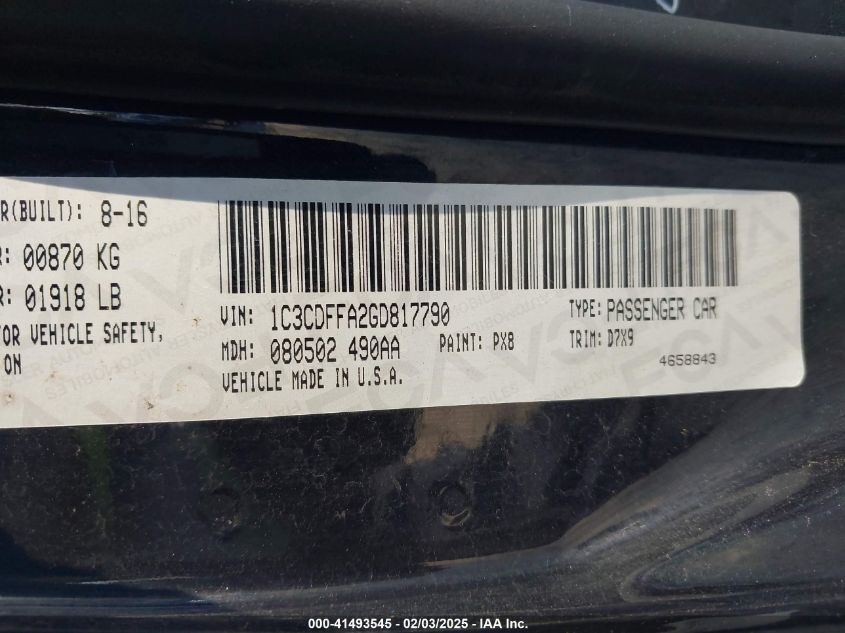 R(BUILT): 8-16
R: 00870 KG
R: 01918 LB
VIN: 1C3CDFFA2GD817790 TYPE: PASSENGER CAR
OR VEHICLE SAFETY,
MDH: 080502 490AA PAINT: PX8 TRIM: D7X9
ON
4658843
VEHICLE MADE IN U.S.A.
000-41493545 - 02/03/2025 - IAA Inc.